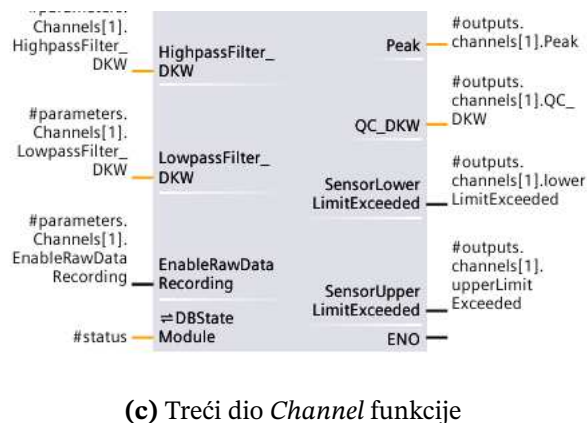 #parameters.
Channels[1].
HighpassFilter_
DKW
HighpassFilter_
DKW
#parameters.
Channels[1].
LowpassFilter_
DKW
LowpassFilter_
DKW
#parameters.
Channels[1].
EnableRawData
Recording
EnableRawData
Recording
#status
⇌DBState
Module
Peak
#outputs.
channels[1].Peak
QC_DKW
#outputs.
channels[1].QC_
DKW
SensorLower
LimitExceeded
#outputs.
channels[1].lower
LimitExceeded
SensorUpper
LimitExceeded
#outputs.
channels[1].
upperLimit
Exceeded
ENO
(c) Treći dio Channel funkcije